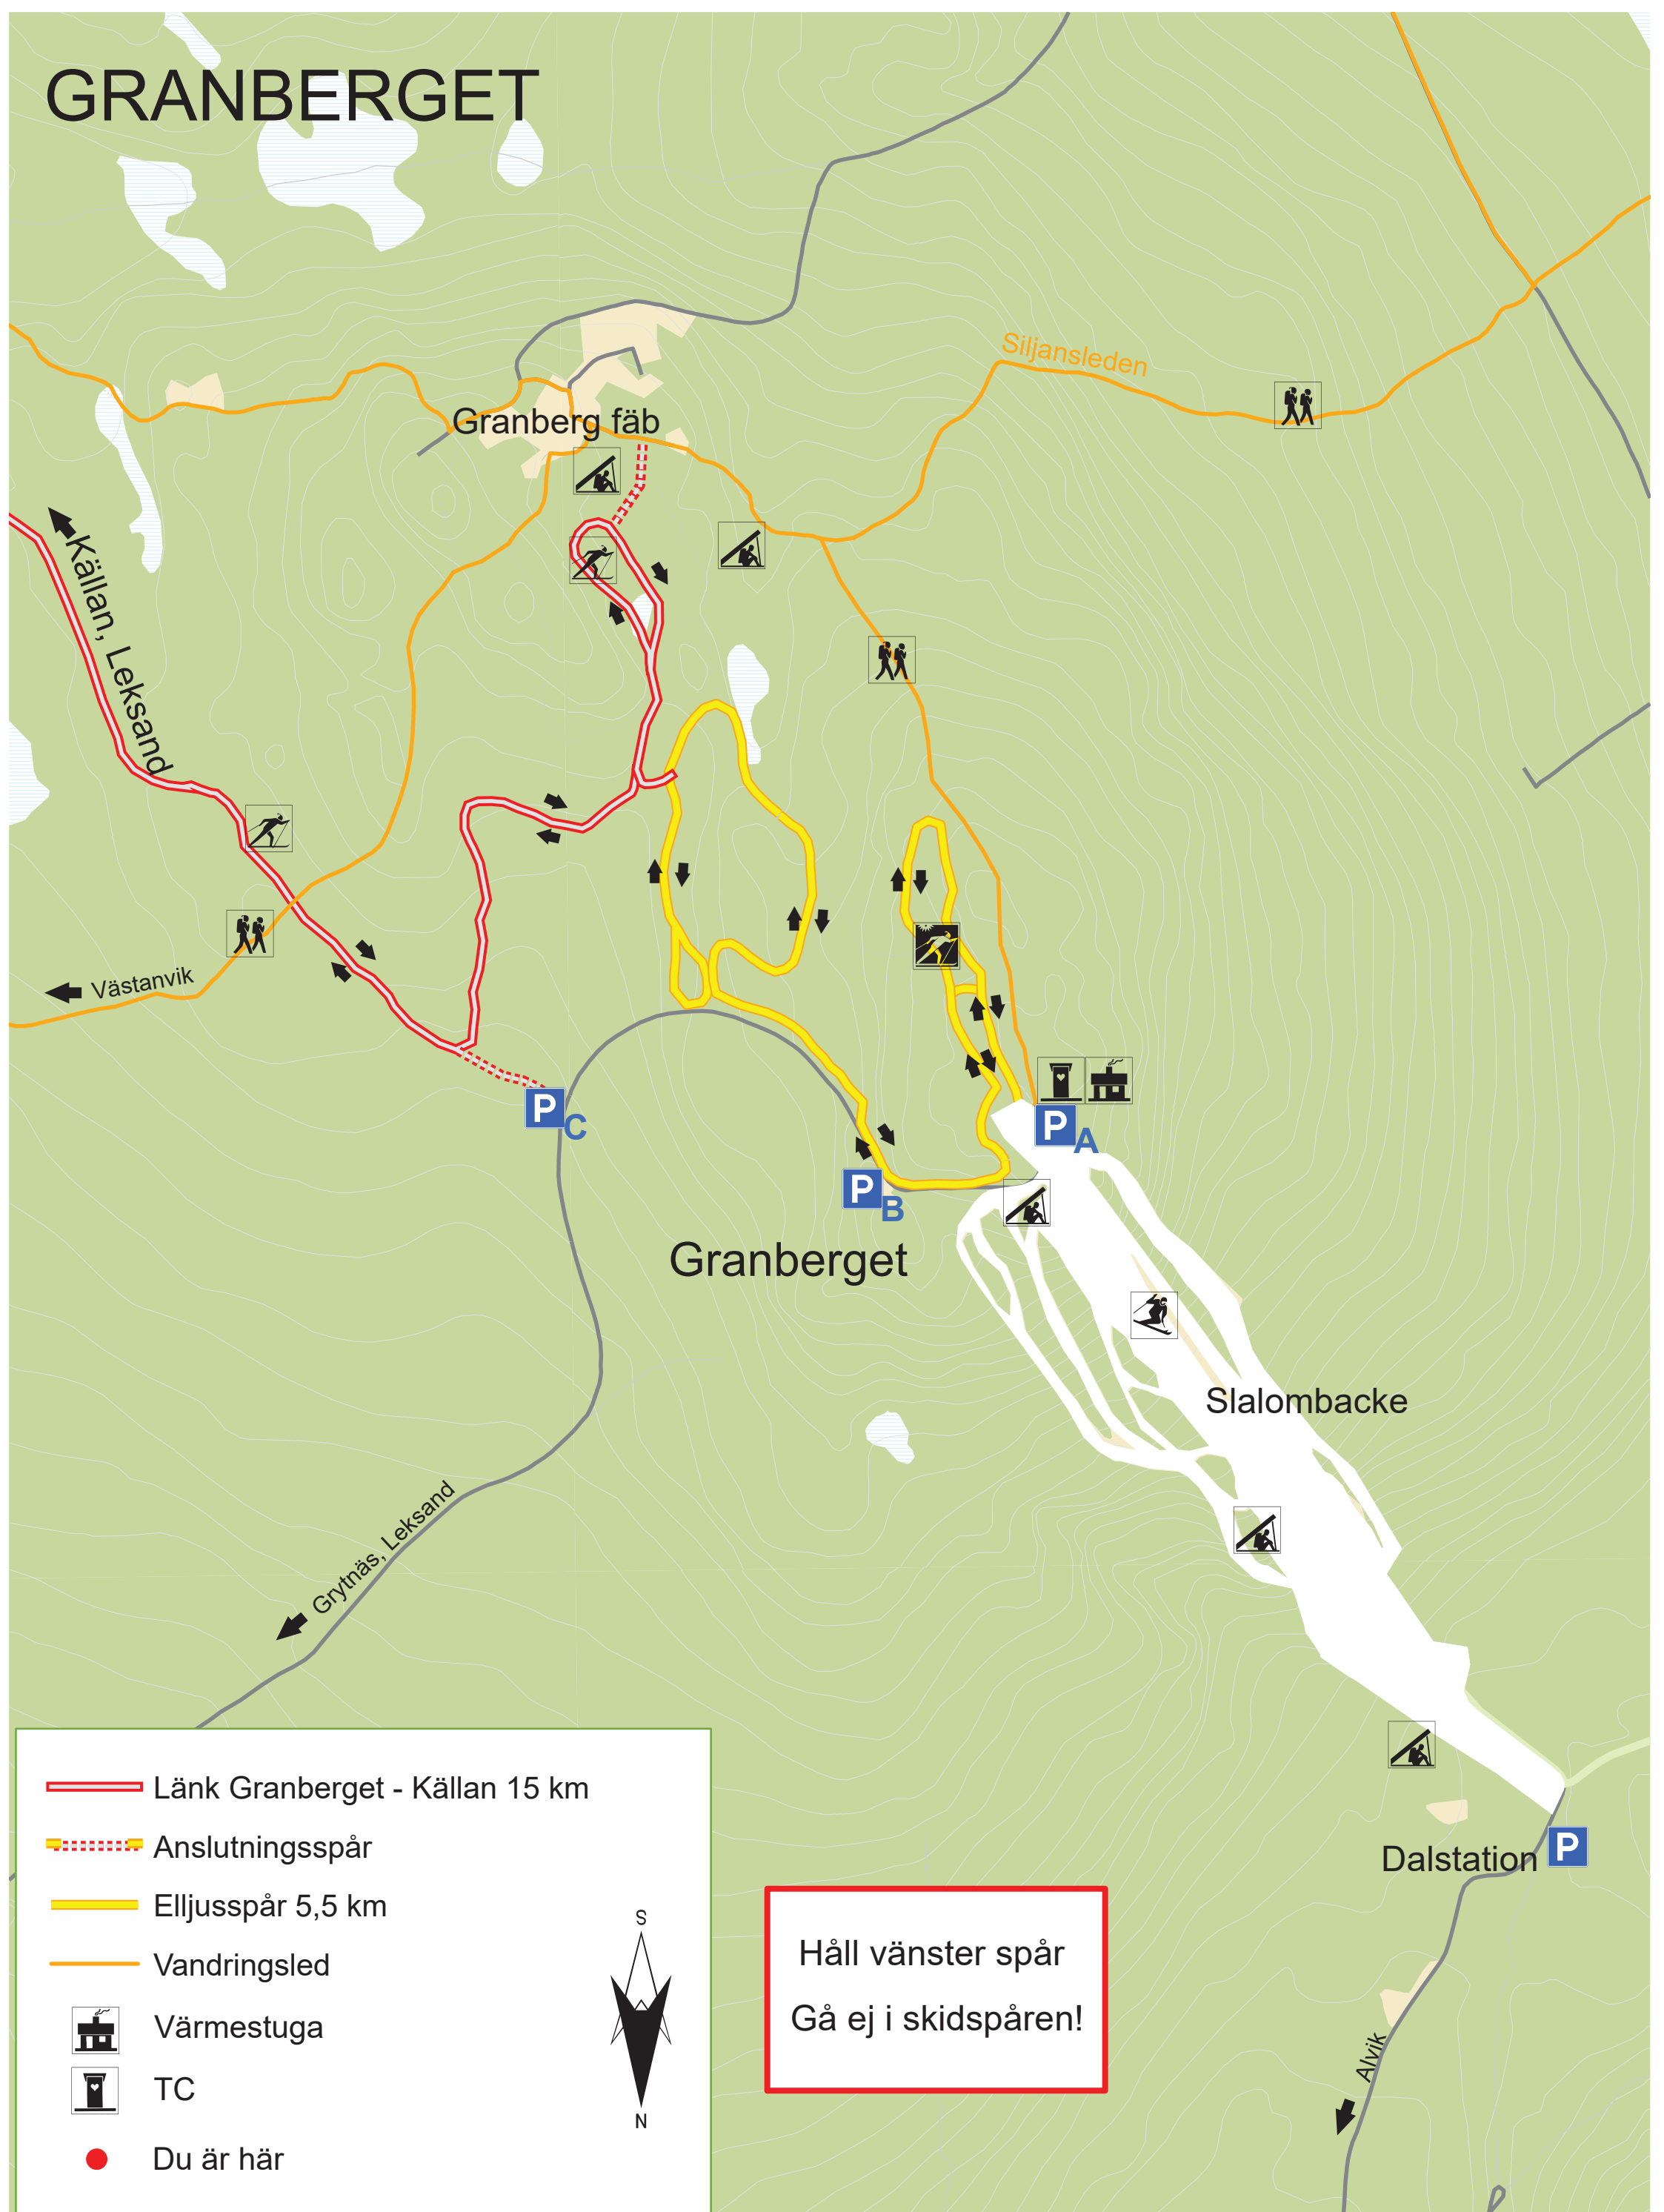 GRANBERGET
Siljansleden
Granberg fäb
Källan, Leksand
Västanvik
P
C
P
A
P
B
Granberget
Slalombacke
Grytnäs, Leksand
Dalstation
P
Alvik
Länk Granberget - Källan 15 km
Anslutningsspår
Elljusspår 5,5 km
Vandringsled
Värmestuga
TC
Du är här
S
N
Håll vänster spår
Gå ej i skidspåren!